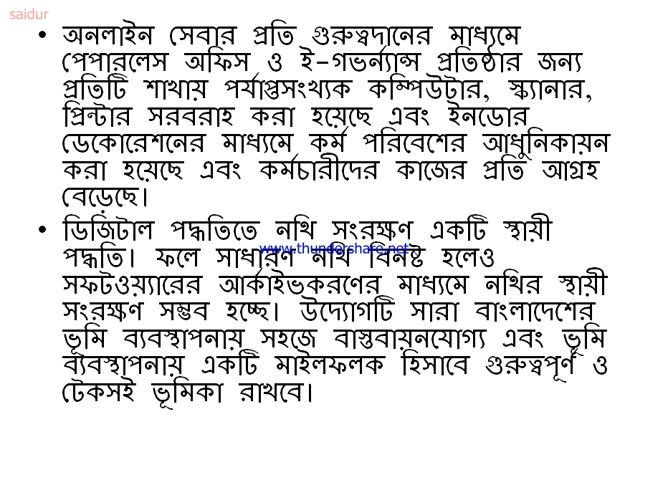 saidur
• অনলাইন সেবার প্রতি গুরুত্বদানের মাধ্যমে
পেপারলেস অফিস ও ই-গভর্ন্যান্স প্রতিষ্ঠার জন্য
প্রতিটি শাখায় পর্যাপ্তসংখ্যক কম্পিউটার, স্ক্যানার,
প্রিন্টার সরবরাহ করা হয়েছে এবং ইনডোর
ডেকোরেশনের মাধ্যমে কর্ম পরিবেশের আধুনিকায়ন
করা হয়েছে এবং কর্মচারীদের কাজের প্রতি আগ্রহ
বেড়েছে।
• ডিজিটাল পদ্ধতিতে নথি সংরক্ষণ একটি স্থায়ী
পদ্ধতি। ফলে সাধারণ নথি বিনষ্ট হলেও
www.thundershare.net
সফটওয়্যারের আর্কাইভকরণের মাধ্যমে নথির স্থায়ী
সংরক্ষণ সম্ভব হচ্ছে। উদ্যোগটি সারা বাংলাদেশের
ভূমি ব্যবস্থাপনায় সহজে বাস্তবায়নযোগ্য এবং ভূমি
ব্যবস্থাপনায় একটি মাইলফলক হিসাবে গুরুত্বপূর্ণ ও
টেকসই ভূমিকা রাখবে।